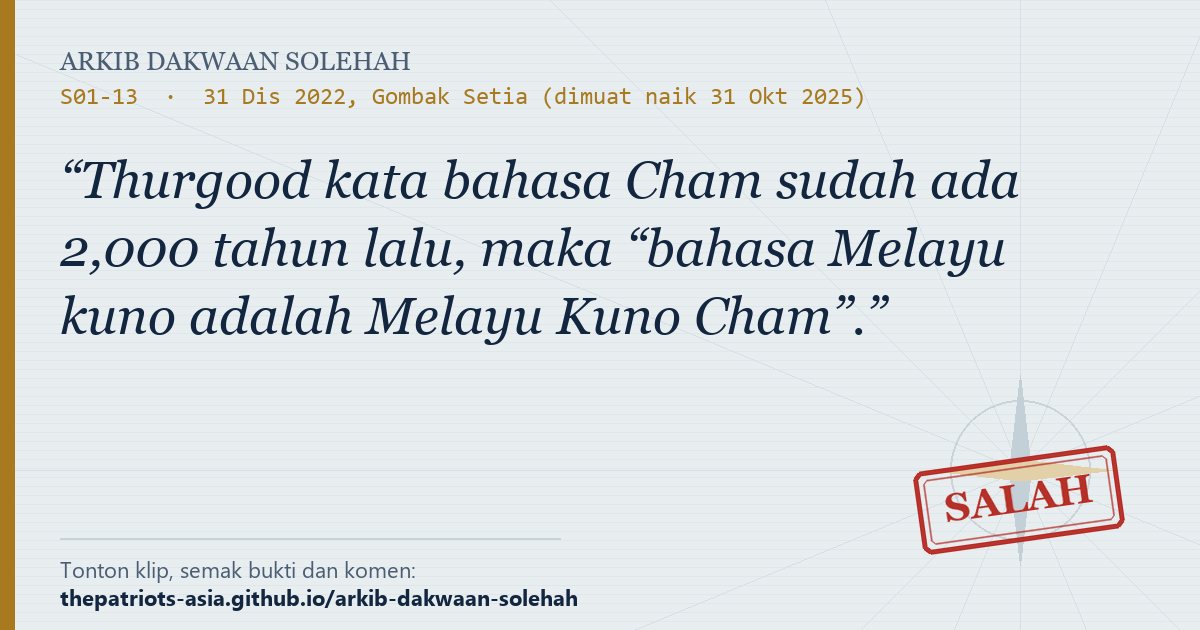 ARKIB DAKWAAN SOLEHAH
S01-13 · 31 Dis 2022, Gombak Setia (dimuat naik 31 Okt 2025)
“Thurgood kata bahasa Cham sudah ada
2,000 tahun lalu, maka “bahasa Melayu
kuno adalah Melayu Kuno Cham”.”
SALAH
Tonton klip, semak bukti dan komen:
thepatriots-asia.github.io/arkib-dakwaan-solehah